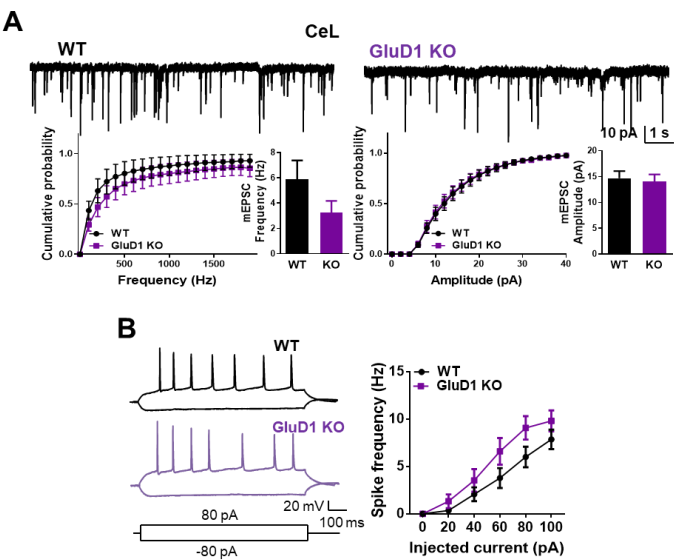 A
CeL
WT
GluD1 KO
10 pA
1 s
Cumulative probability
1.0
0.5
0.0
WT
GluD1 KO
500
1000
1500
Frequency (Hz)
mEPSC
Frequency (Hz)
8
6
4
2
0
WT
KO
Cumulative probability
1.0
0.5
0.0
WT
GluD1 KO
0
10
20
30
40
Amplitude (pA)
mEPSC
Amplitude (pA)
20
15
10
5
0
WT
KO
B
WT
GluD1 KO
20 mV
100 ms
80 pA
-80 pA
Spike frequency (Hz)
15
10
5
0
WT
GluD1 KO
0
20
40
60
80
100
Injected current (pA)